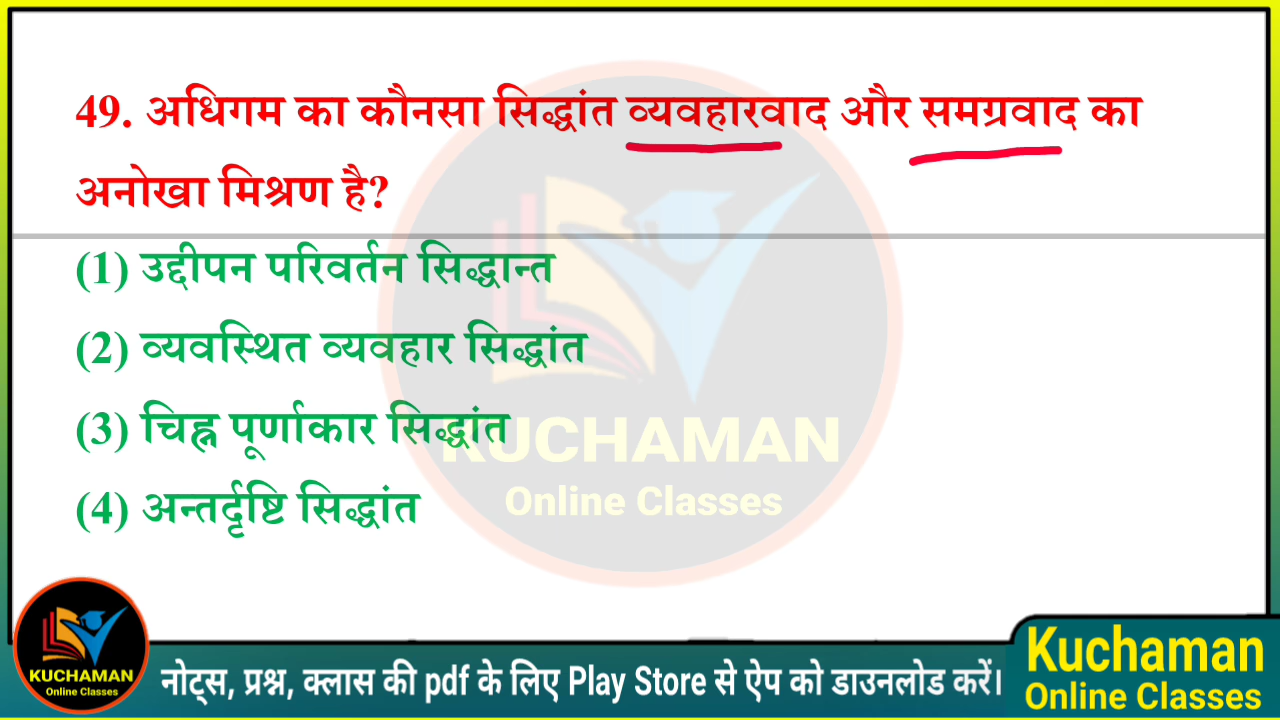 49. अधिगम का कौनसा सिद्धांत व्यवहारवाद और समग्रवाद का
अनोखा मिश्रण है?
(1) उद्दीपन परिवर्तन सिद्धान्त
(2) व्यवस्थित व्यवहार सिद्धांत
(3) चिह्न पूर्णाकार सिद्धांत
(4) अन्तर्दृष्टि सिद्धांत
KUCHAMAN
Online Classes
KUCHAMAN
Online Classes
नोट्स, प्रश्न, क्लास की pdf के लिए Play Store से ऐप को डाउनलोड करें।
Kuchaman
Online Classes